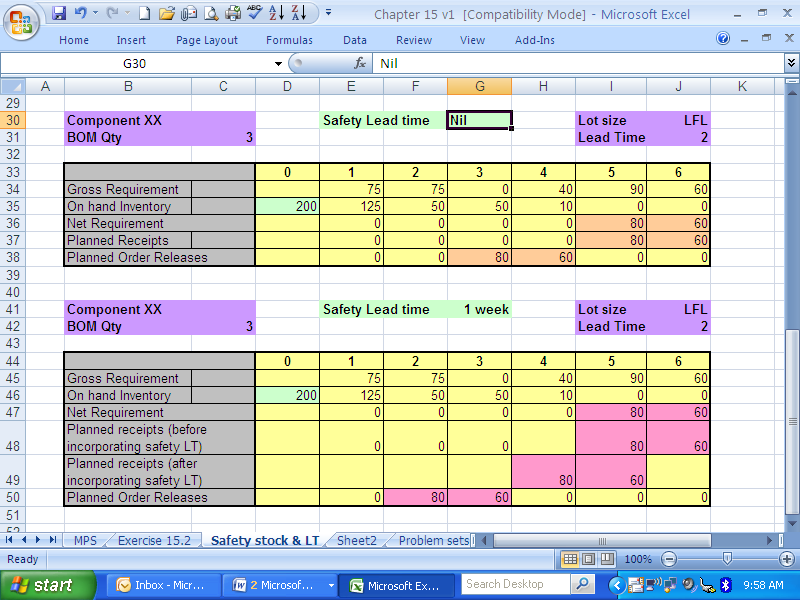 Chapter 15 v1 [Compatibility Mode] - Microsoft Excel
Home Insert Page Layout Formulas Data Review View Add-Ins
G30 fx Nil
A B C D E F G H I J K
29
30 Component XX Safety Lead time Nil Lot size LFL
31 BOM Qty 3 Lead Time 2
32
33 0 1 2 3 4 5 6
34 Gross Requirement 75 75 0 40 90 60
35 On hand Inventory 200 125 50 50 10 0 0
36 Net Requirement 0 0 0 0 80 60
37 Planned Receipts 0 0 0 0 80 60
38 Planned Order Releases 0 0 80 60 0 0
39
40
41 Component XX Safety Lead time 1 week Lot size LFL
42 BOM Qty 3 Lead Time 2
43
44 0 1 2 3 4 5 6
45 Gross Requirement 75 75 0 40 90 60
46 On hand Inventory 200 125 50 50 10 0 0
47 Net Requirement 0 0 0 0 80 60
Planned receipts (before
48 incorporating safety LT) 0 0 0 80 60
Planned receipts (after
49 incorporating safety LT) 80 60
50 Planned Order Releases 0 80 60 0 0 0
51
MPS Exercise 15.2 Safety stock & LT Sheet2 Problem sets
Ready 100%
start Inbox - Micr... 2 Microsof... Microsoft Ex... Search Desktop 9:58 AM